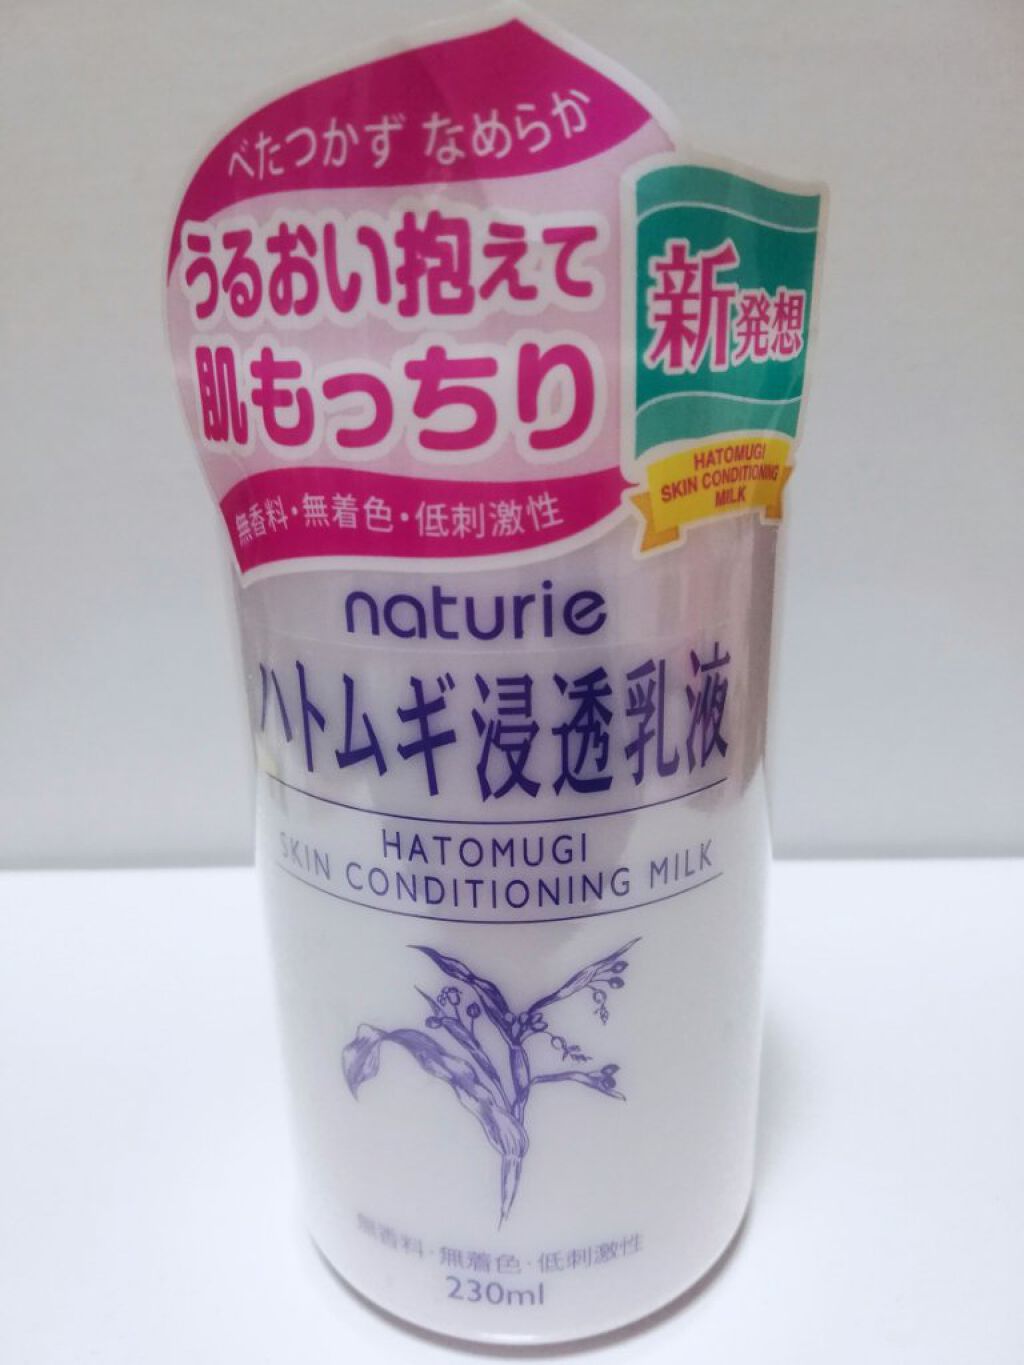 べたつかず なめらか
うるおい抱えて
肌もっちり
無香料・無着色・低刺激性
新発想
HATOMUGI
SKIN CONDITIONING
MILK
naturie
ハトムギ浸透乳液
HATOMUGI
SKIN CONDITIONING MILK
無香料・無着色・低刺激性
230ml